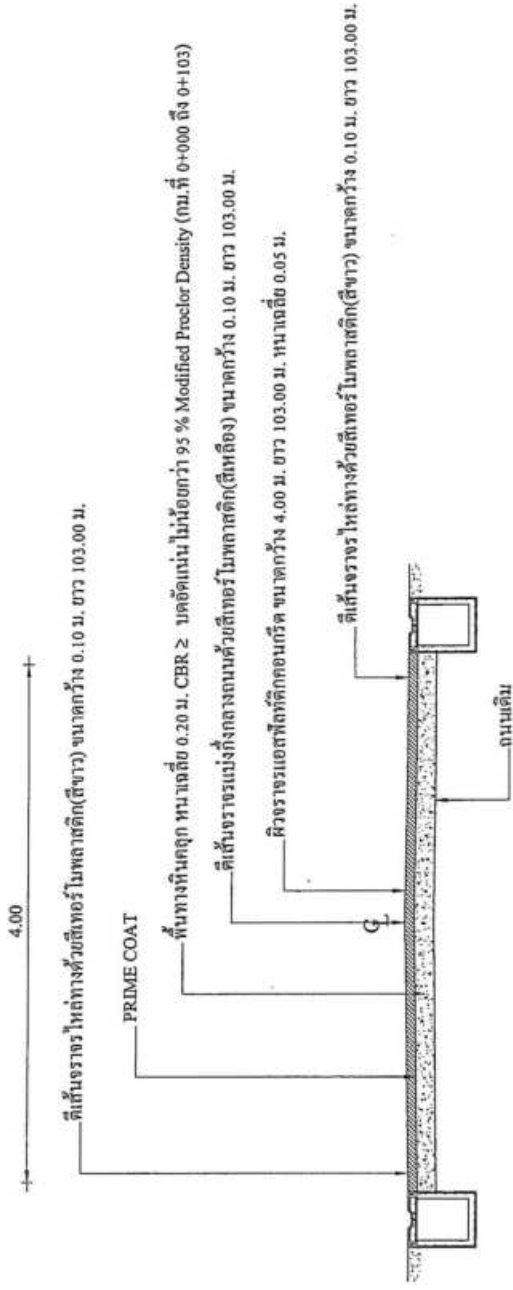 4.00
ตีเส้นจราจรไหล่ทางด้วยสีเทอร์โมพลาสติก(สีขาว) ขนาดกว้าง 0.10 ม. ยาว 103.00 ม.
PRIME COAT
พื้นทางหินคลุก หนาเฉลี่ย 0.20 ม. CBR ≥ บดอัดแน่นไม่น้อยกว่า 95 % Modified Proclor Density (กม.ที่ 0+000 ถึง 0+103)
ตีเส้นจราจรแบ่งกึ่งกลางถนนด้วยสีเทอร์โมพลาสติก(สีเหลือง) ขนาดกว้าง 0.10 ม. ยาว 103.00 ม.
ผิวจราจรแอสฟัลท์ติกคอนกรีต ขนาดกว้าง 4.00 ม. ยาว 103.00 ม. หนาเฉลี่ย 0.05 ม.
ตีเส้นจราจรไหล่ทางด้วยสีเทอร์โมพลาสติก(สีขาว) ขนาดกว้าง 0.10 ม. ยาว 103.00 ม.
ถนนเดิม